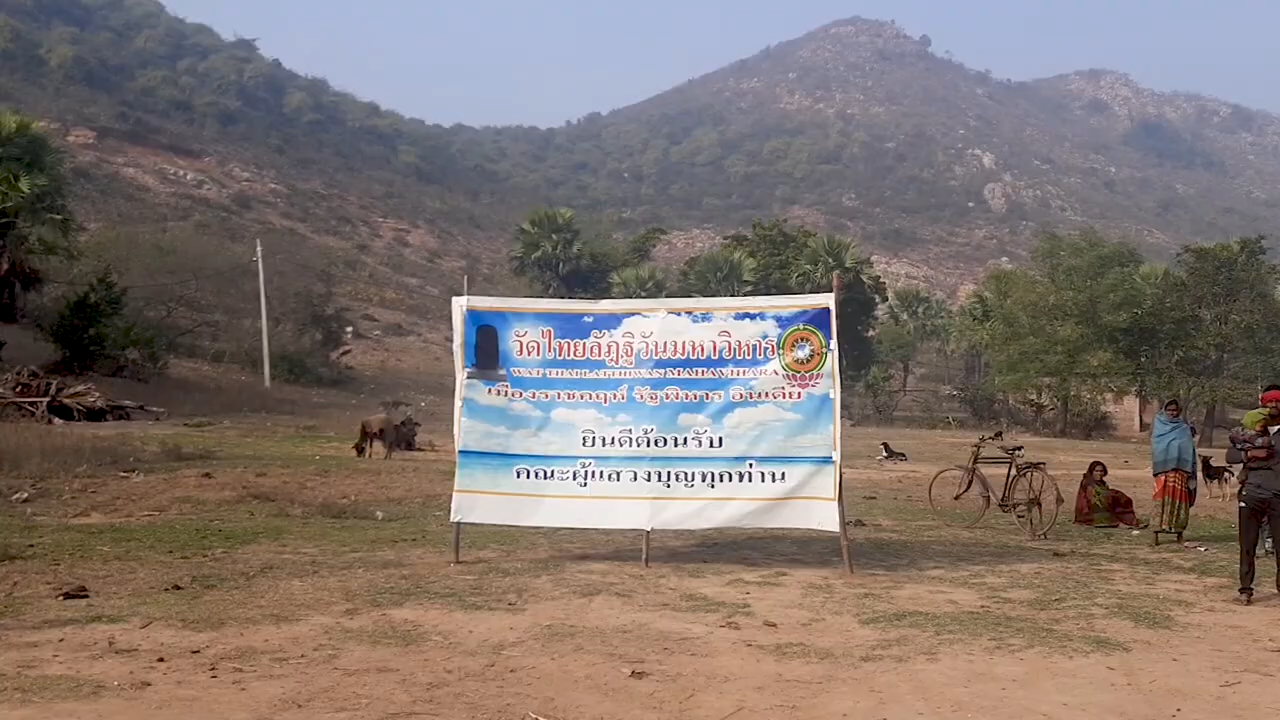 วัดไทยลัฏฐิวันมหาวิหาร
WAT THAI LATTHIWAN MAHAVIHARA
เมืองราชคฤห์ รัฐพิหาร อินเดีย
ยินดีต้อนรับ
คณะผู้แสวงบุญทุกท่าน